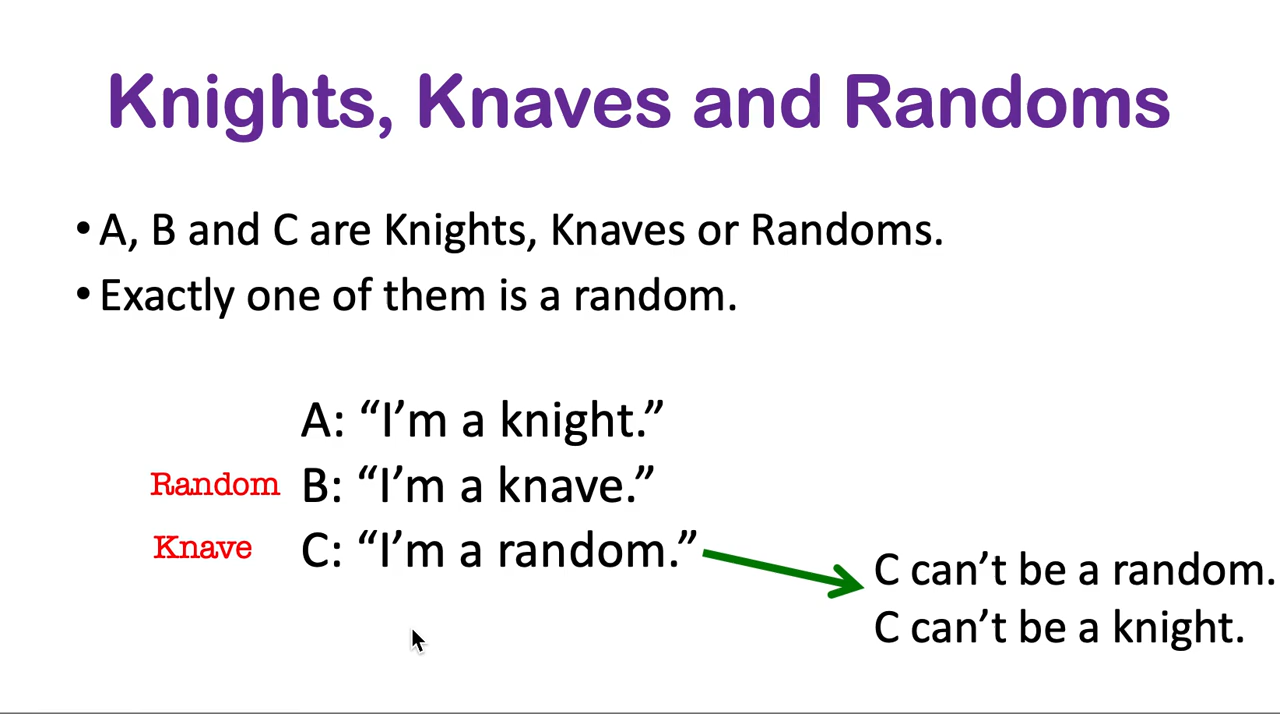 Knights, Knaves and Randoms
• A, B and C are Knights, Knaves or Randoms.
• Exactly one of them is a random.
A: “I’m a knight.”
Random B: “I’m a knave.”
Knave C: “I’m a random.”
C can’t be a random.
C can’t be a knight.